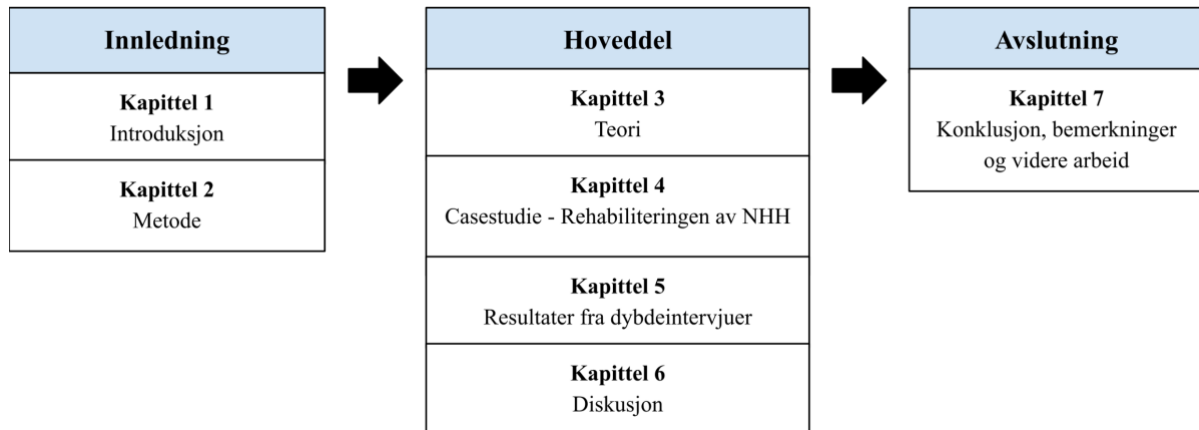 Innledning
Kapittel 1
Introduksjon
Kapittel 2
Metode
Hoveddel
Kapittel 3
Teori
Kapittel 4
Casestudie - Rehabiliteringen av NHH
Kapittel 5
Resultater fra dybdeintervjuer
Kapittel 6
Diskusjon
Avslutning
Kapittel 7
Konklusjon, bemerkninger
og videre arbeid